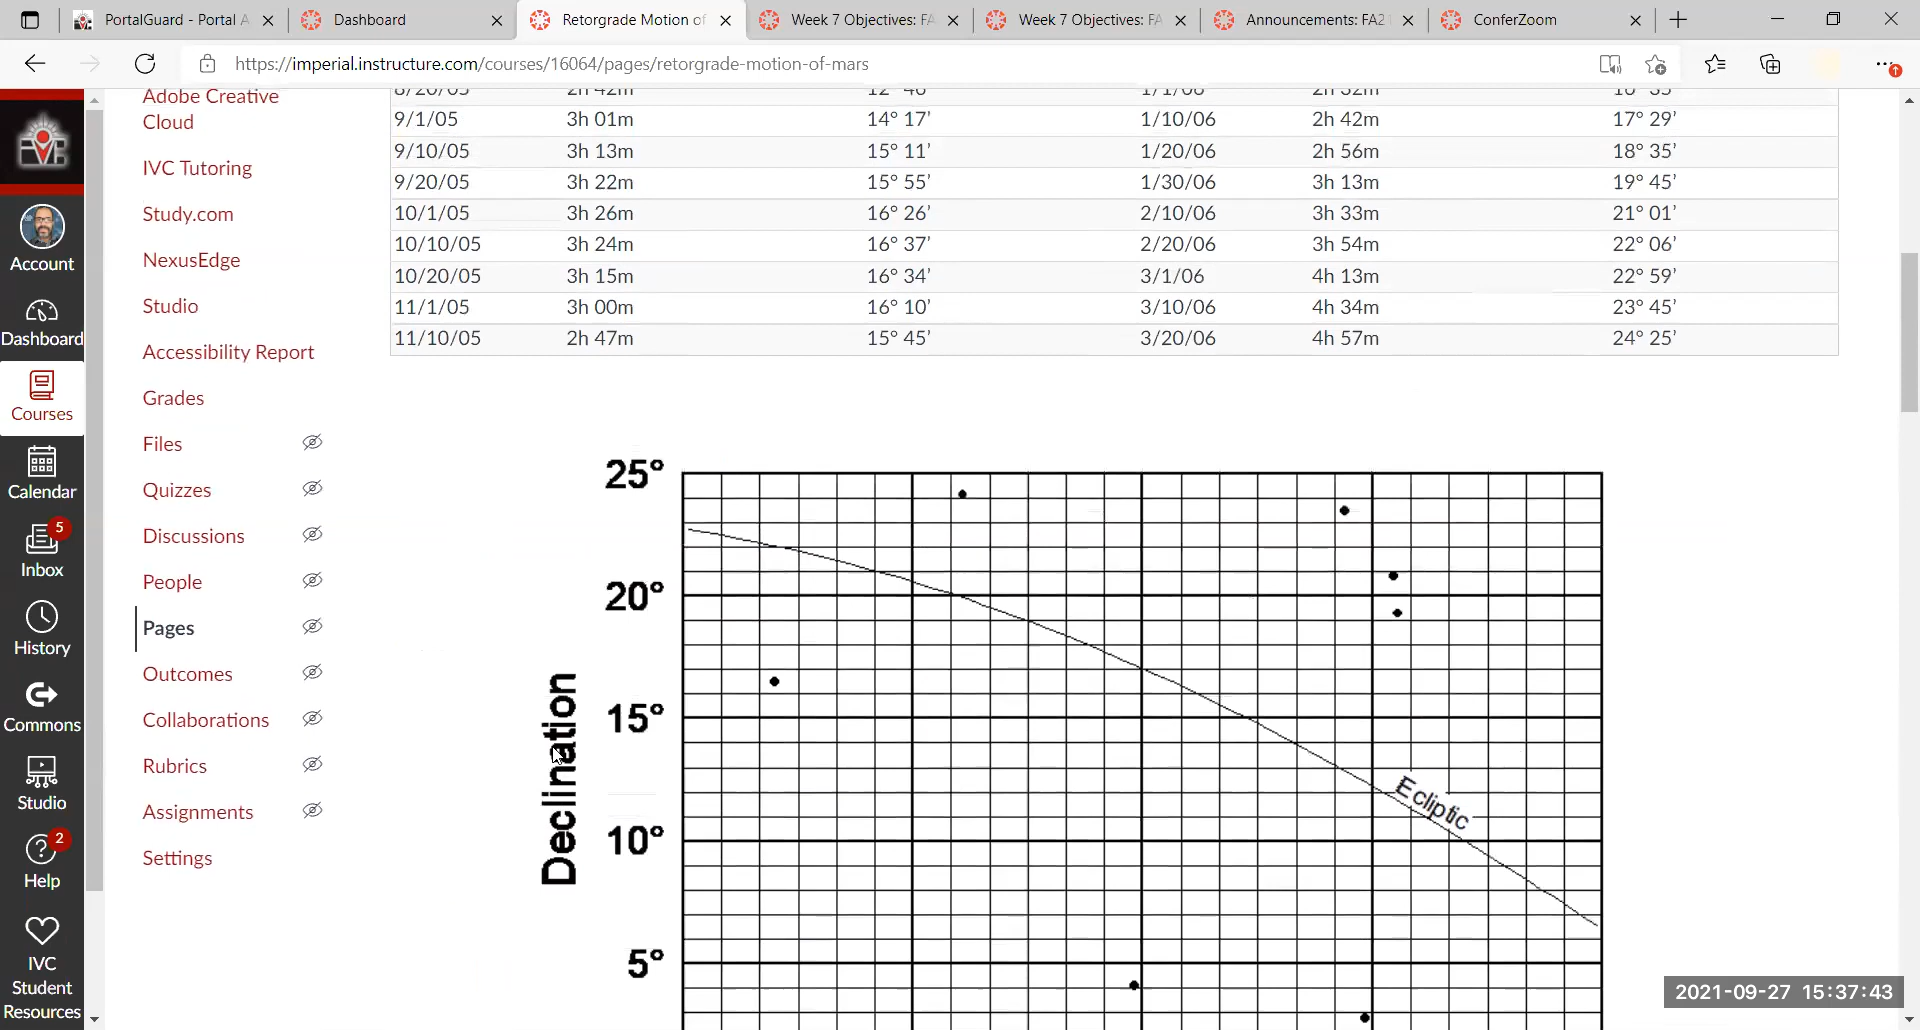 PortalGuard - Portal A
Dashboard
Retorgrade Motion of
Week 7 Objectives: FA
Week 7 Objectives: FA
Announcements: FA21
ConferZoom
https://imperial.instructure.com/courses/16064/pages/retorgrade-motion-of-mars
Account
Dashboard
Courses
Calendar
5
Inbox
History
Commons
Studio
2
Help
IVC
Student
Resources
Adobe Creative
Cloud
IVC Tutoring
Study.com
NexusEdge
Studio
Accessibility Report
Grades
Files
Quizzes
Discussions
People
Pages
Outcomes
Collaborations
Rubrics
Assignments
Settings
9/1/05 3h 01m 14° 17’ 1/10/06 2h 42m 17° 29’
9/10/05 3h 13m 15° 11’ 1/20/06 2h 56m 18° 35’
9/20/05 3h 22m 15° 55’ 1/30/06 3h 13m 19° 45’
10/1/05 3h 26m 16° 26’ 2/10/06 3h 33m 21° 01’
10/10/05 3h 24m 16° 37’ 2/20/06 3h 54m 22° 06’
10/20/05 3h 15m 16° 34’ 3/1/06 4h 13m 22° 59’
11/1/05 3h 00m 16° 10’ 3/10/06 4h 34m 23° 45’
11/10/05 2h 47m 15° 45’ 3/20/06 4h 57m 24° 25’
25°
20°
15°
10°
5°
Declination
Ecliptic
2021-09-27 15:37:43